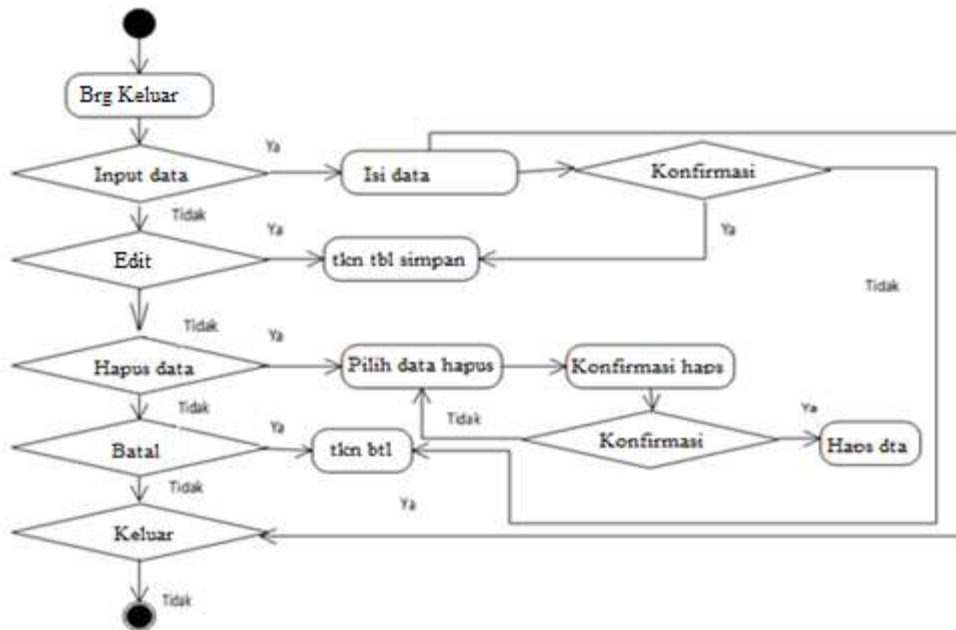 Brg Keluar
Ya
Input data
Isi data
Konfirmasi
Tidak
Ya
Ya
Edit
tkn tbl simpan
Tidak
Tidak
Ya
Hapus data
Pilih data hapus
Konfirmasi haps
Tidak
Ya
Tidak
Ya
Batal
tkn btl
Konfirmasi
Haps dta
Tidak
Ya
Keluar
Tidak